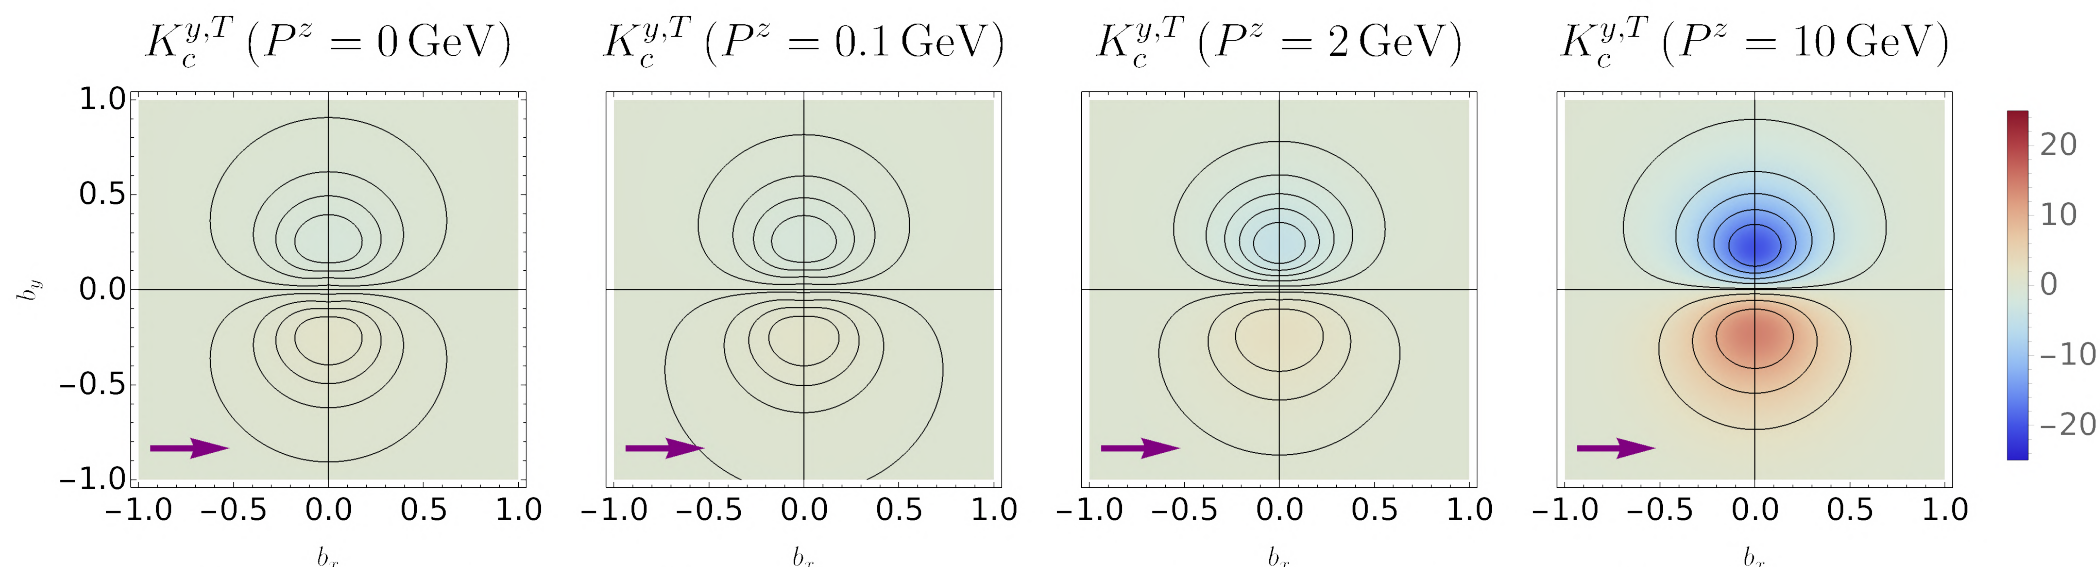 K_c^{y,T} (P^z = 0 GeV) K_c^{y,T} (P^z = 0.1 GeV) K_c^{y,T} (P^z = 2 GeV) K_c^{y,T} (P^z = 10 GeV)
1.0
0.5
0.0
−0.5
−1.0
b_y
20
10
0
−10
−20
−1.0 −0.5 0.0 0.5 1.0 −1.0 −0.5 0.0 0.5 1.0 −1.0 −0.5 0.0 0.5 1.0 −1.0 −0.5 0.0 0.5 1.0
b_x b_x b_x b_x